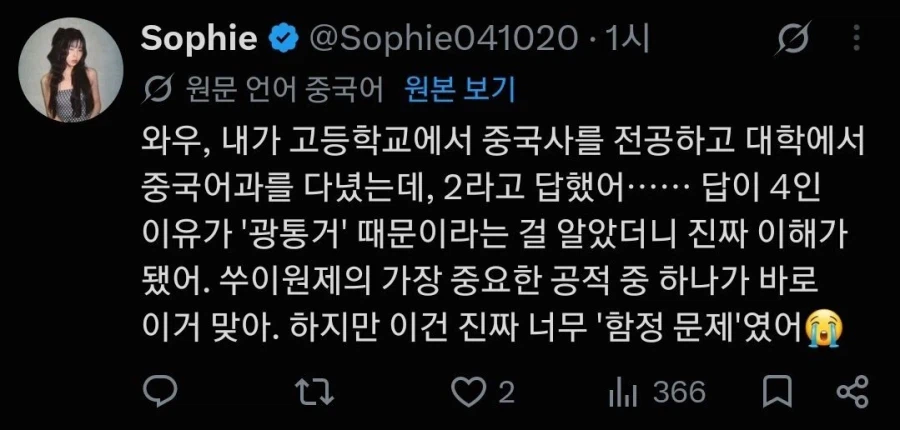 Sophie @Sophie041020 · 1시
원문 언어 중국어 원본 보기
와우, 내가 고등학교에서 중국사를 전공하고 대학에서
중국어과를 다녔는데, 2라고 답했어…… 답이 4인
이유가 '광통거' 때문이라는 걸 알았더니 진짜 이해가
됐어. 쑤이원제의 가장 중요한 공적 중 하나가 바로
이거 맞아. 하지만 이건 진짜 너무 '함정 문제'였어😭
2 366